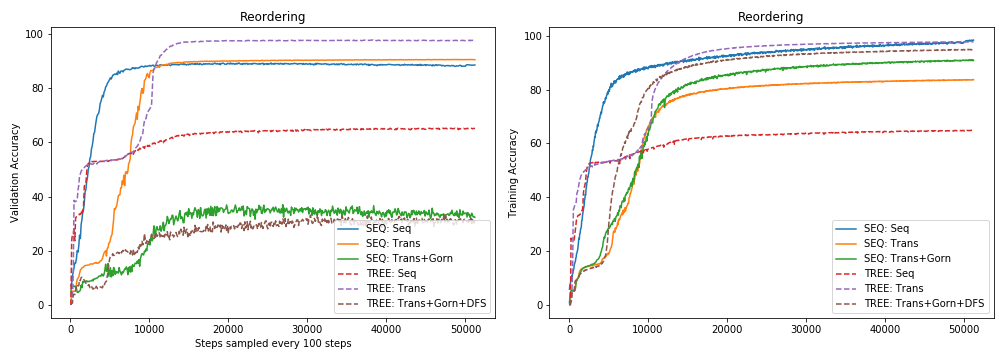 Reordering
100
80
60
40
20
0
Validation Accuracy
0
10000
20000
30000
40000
50000
Steps sampled every 100 steps
SEQ: Seq
SEQ: Trans
SEQ: Trans+Gorn
TREE: Seq
TREE: Trans
TREE: Trans+Gorn+DFS
Reordering
100
80
60
40
20
0
Training Accuracy
0
10000
20000
30000
40000
50000
SEQ: Seq
SEQ: Trans
SEQ: Trans+Gorn
TREE: Seq
TREE: Trans
TREE: Trans+Gorn+DFS